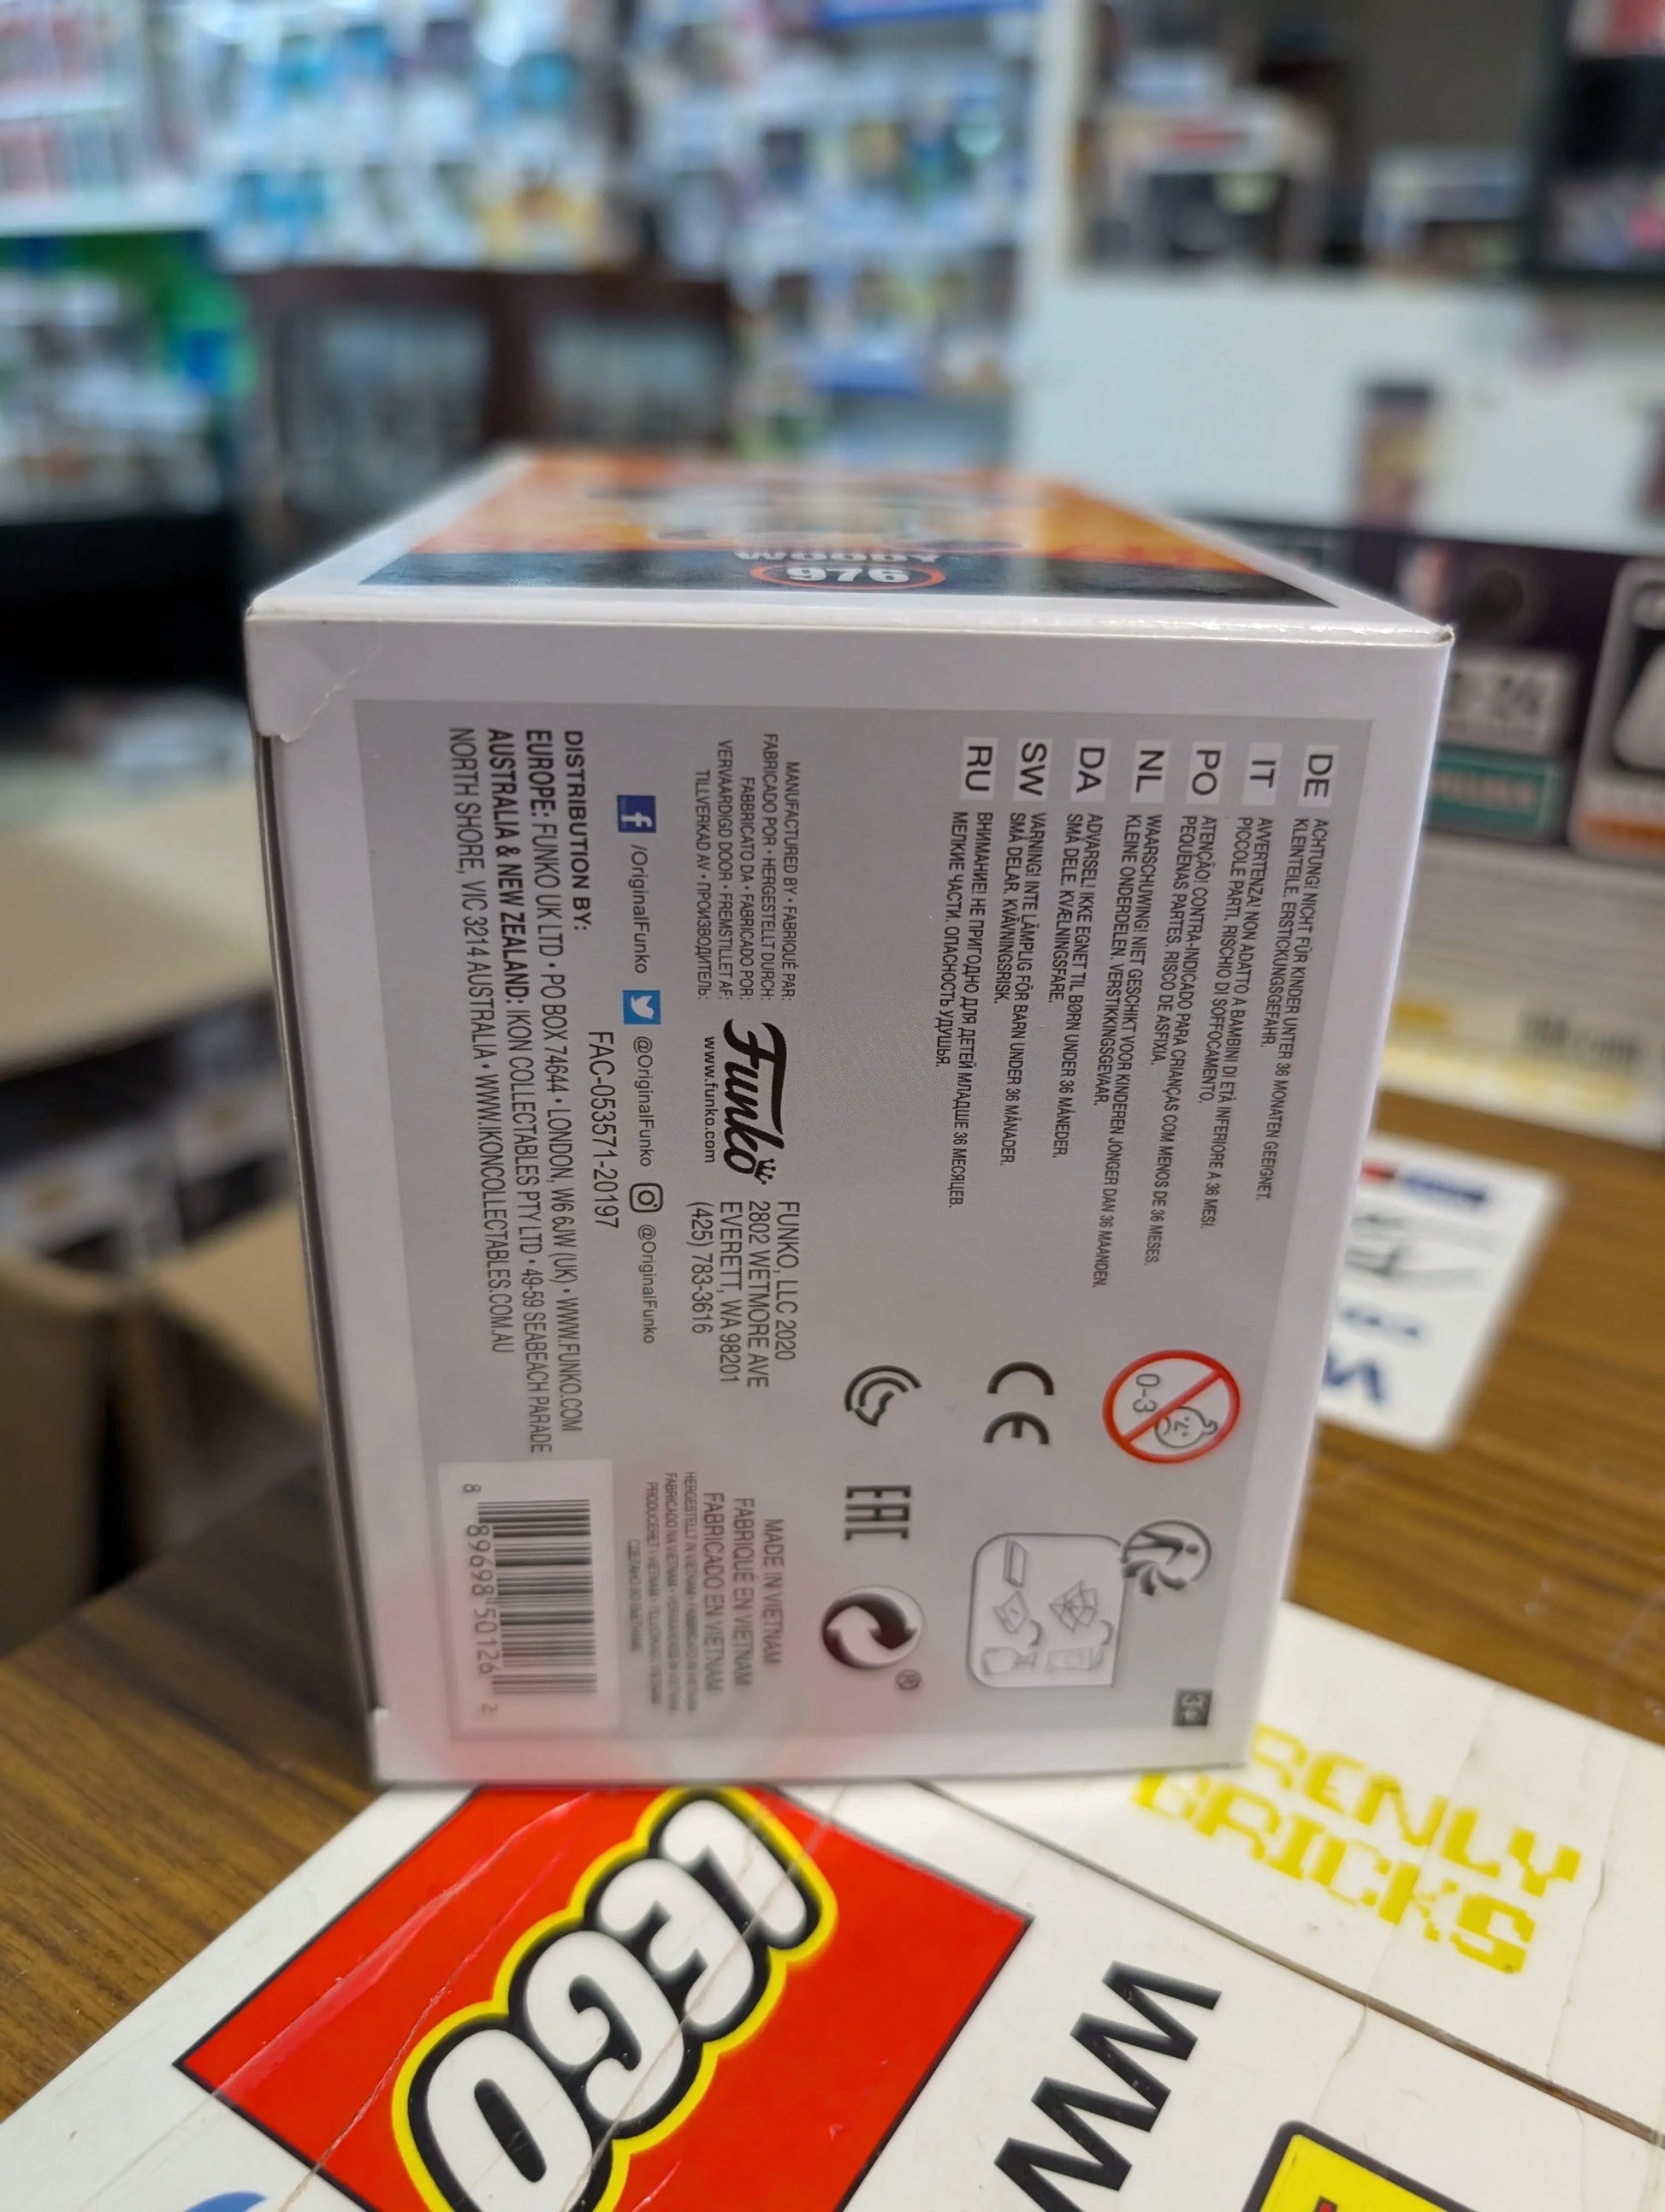 WOODY
976
DE
ACHTUNG! NICHT FÜR KINDER UNTER 36 MONATEN GEEIGNET.
KLEINTEILE. ERSTICKUNGSGEFAHR.
IT
AVVERTENZA! NON ADATTO A BAMBINI DI ETÀ INFERIORE A 36 MESI.
PICCOLE PARTI. RISCHIO DI SOFFOCAMENTO.
PO
ATENÇÃO! CONTRA-INDICADO PARA CRIANÇAS COM MENOS DE 36 MESES.
PEQUENAS PARTES. RISCO DE ASFIXIA.
NL
WAARSCHUWING! NIET GESCHIKT VOOR KINDEREN JONGER DAN 36 MAANDEN.
KLEINE ONDERDELEN. VERSTIKKINGSGEVAAR.
DA
ADVARSEL! IKKE EGNET TIL BØRN UNDER 36 MÅNEDER.
SMÅ DELE. KVÆLNINGSFARE.
SW
VARNING! INTE LÄMPLIG FÖR BARN UNDER 36 MÅNADER.
SMÅ DELAR. KVÄVNINGSRISK.
RU
ВНИМАНИЕ! НЕ ПРИГОДНО ДЛЯ ДЕТЕЙ МЛАДШЕ 36 МЕСЯЦЕВ.
МЕЛКИЕ ЧАСТИ. ОПАСНОСТЬ УДУШЬЯ.
0-3
CE
EAC
®
3+
MANUFACTURED BY • FABRIQUÉ PAR:
FABRICADO POR • HERGESTELLT DURCH:
FABBRICATO DA • FABRICADO POR:
VERVAARDIGD DOOR • FREMSTILLET AF:
TILLVERKAD AV • ПРОИЗВОДИТЕЛЬ:
Funko
www.funko.com
FUNKO, LLC 2020
2802 WETMORE AVE
EVERETT, WA 98201
(425) 783-3616
MADE IN VIETNAM
FABRIQUÉ EN VIETNAM
FABRICADO EN VIETNAM
/OriginalFunko @OriginalFunko @OriginalFunko
FAC-053571-20197
DISTRIBUTION BY:
EUROPE: FUNKO UK LTD • PO BOX 74644 • LONDON, W6 6JW (UK) • WWW.FUNKO.COM
AUSTRALIA & NEW ZEALAND: IKON COLLECTABLES PTY LTD • 49-59 SEABEACH PARADE
NORTH SHORE, VIC 3214 AUSTRALIA • WWW.IKONCOLLECTABLES.COM.AU
8 89698 50126 2
LEGO
BRICKS
WW